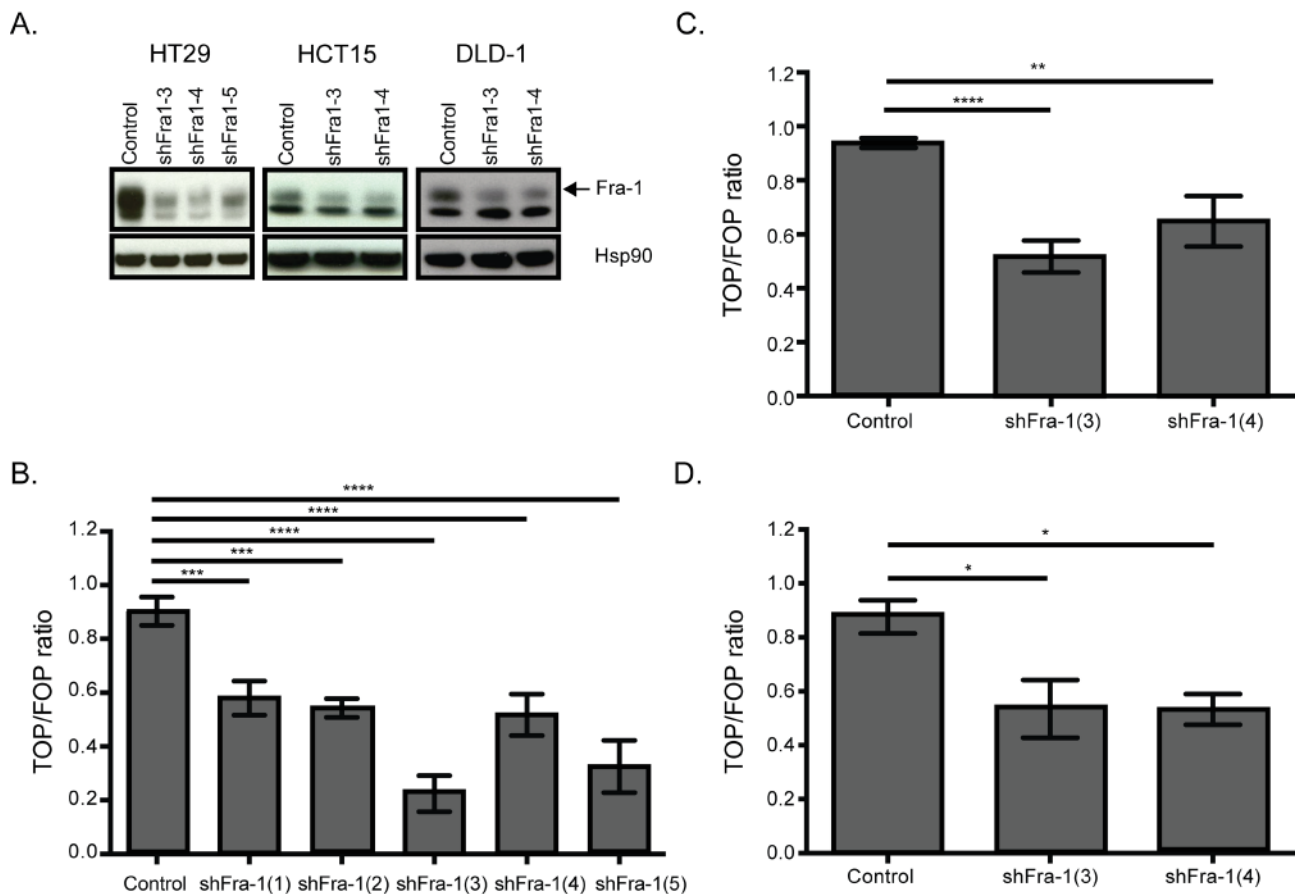 A.
HT29
HCT15
DLD-1
Control
shFra1-3
shFra1-4
shFra1-5
Control
shFra1-3
shFra1-4
Control
shFra1-3
shFra1-4
Fra-1
Hsp90
B.
TOP/FOP ratio
1.2
1.0
0.8
0.6
0.4
0.2
0.0
****
****
****
***
***
Control shFra-1(1) shFra-1(2) shFra-1(3) shFra-1(4) shFra-1(5)
C.
TOP/FOP ratio
1.2
1.0
0.8
0.6
0.4
0.2
0.0
**
****
Control shFra-1(3) shFra-1(4)
D.
TOP/FOP ratio
1.2
1.0
0.8
0.6
0.4
0.2
0.0
*
*
Control shFra-1(3) shFra-1(4)